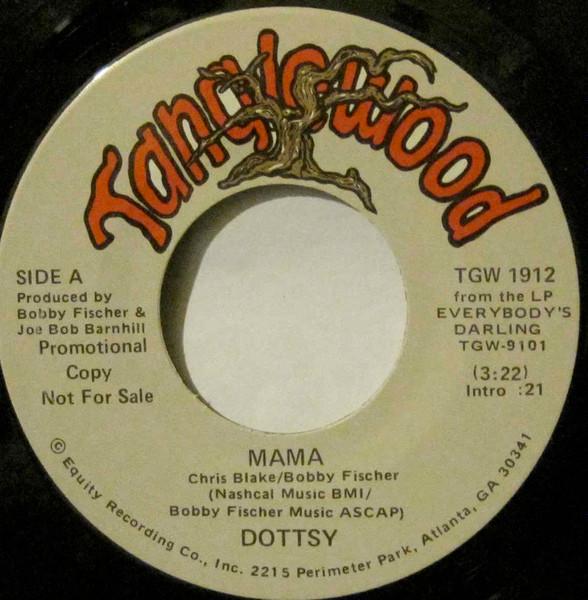 Tanglewood
SIDE A
Produced by
Bobby Fischer &
Joe Bob Barnhill
Promotional
Copy
Not For Sale
TGW 1912
from the LP
EVERYBODY'S
DARLING
TGW-9101
(3:22)
Intro :21
MAMA
Chris Blake/Bobby Fischer
(Nashcal Music BMI/
Bobby Fischer Music ASCAP)
DOTTSY
© Equity Recording Co., Inc. 2215 Perimeter Park, Atlanta, GA 30341